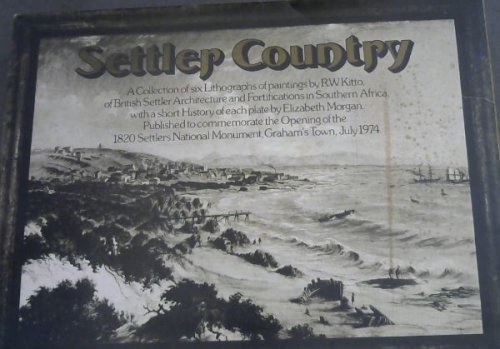 Settler Country
A Collection of six Lithographs of paintings by R.W. Kitto,
of British Settler Architecture and Fortifications in Southern Africa,
with a short History of each plate by Elizabeth Morgan.
Published to commemorate the Opening of the
1820 Settlers National Monument, Graham's Town, July 1974